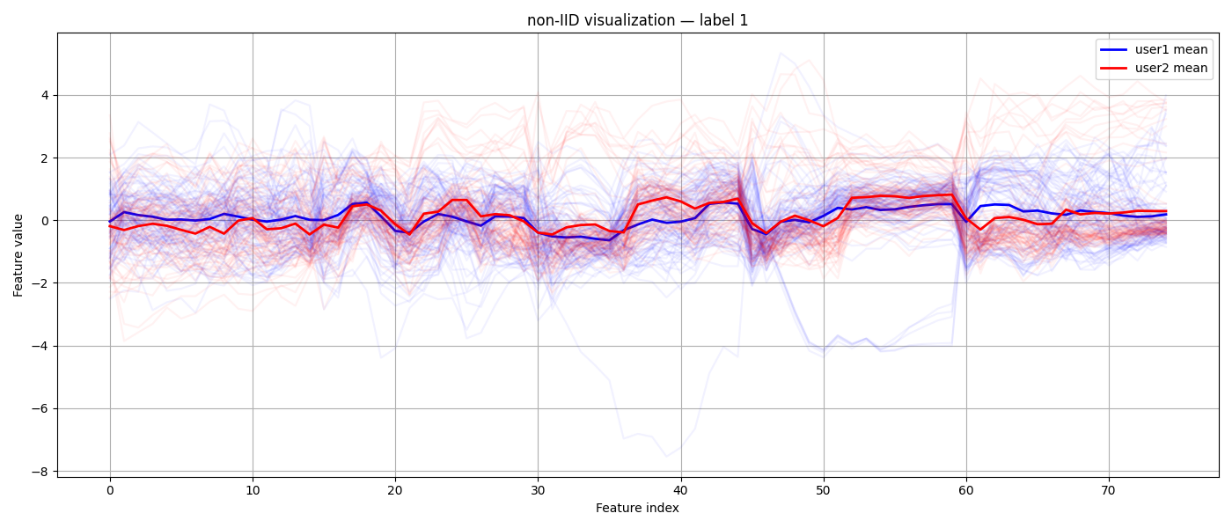 non-IID visualization — label 1
user1 mean
user2 mean
Feature value
4
2
0
−2
−4
−6
−8
0 10 20 30 40 50 60 70
Feature index